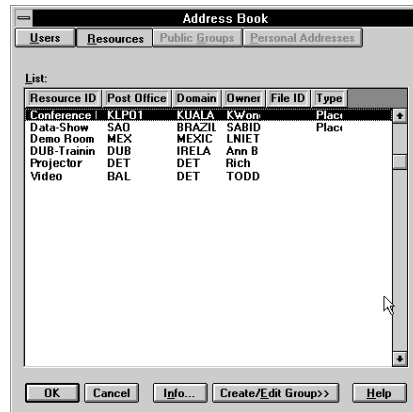 Address Book
Users Resources Public Groups Personal Addresses
List:
Resource ID Post Office Domain Owner File ID Type
Conference KLP01 KUALA KWon Place
Data-Show SAO BRAZIL SABID Place
Demo Room MEX MEXIC LNIET
DUB-Trainin DUB IRELA Ann B
Projector DET DET Rich
Video BAL DET TODD
OK Cancel Info... Create/Edit Group>> Help